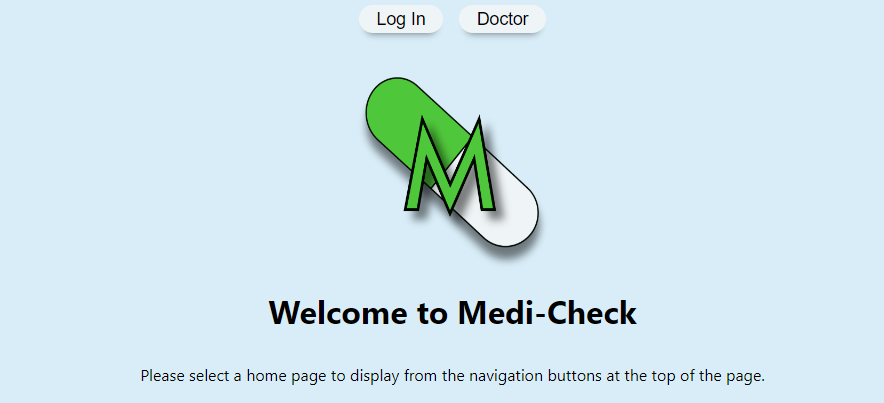 Log In Doctor
M
Welcome to Medi-Check
Please select a home page to display from the navigation buttons at the top of the page.